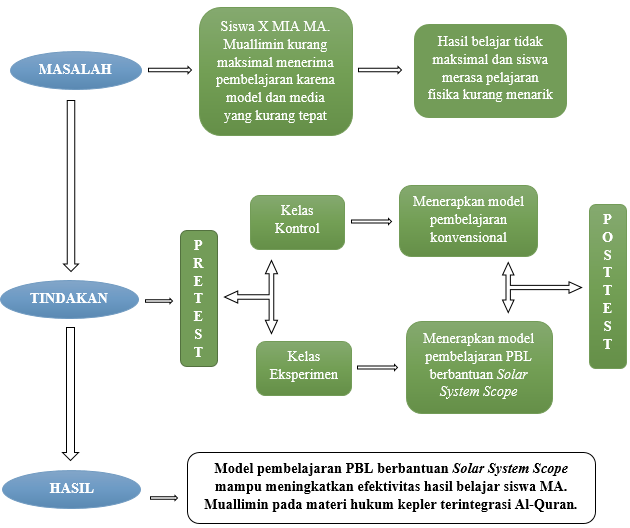 MASALAH
Siswa X MIA MA.
Muallimin kurang
maksimal menerima
pembelajaran karena
model dan media
yang kurang tepat
Hasil belajar tidak
maksimal dan siswa
merasa pelajaran
fisika kurang menarik
TINDAKAN
P
R
E
T
E
S
T
Kelas
Kontrol
Menerapkan model
pembelajaran
konvensional
Kelas
Eksperimen
Menerapkan model
pembelajaran PBL
berbantuan Solar
System Scope
P
O
S
T
T
E
S
T
HASIL
Model pembelajaran PBL berbantuan Solar System Scope
mampu meningkatkan efektivitas hasil belajar siswa MA.
Muallimin pada materi hukum kepler terintegrasi Al-Quran.